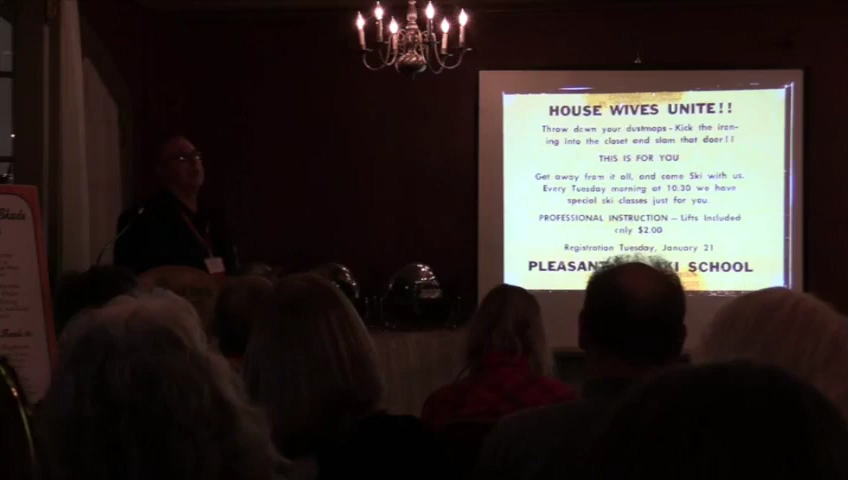 HOUSE WIVES UNITE!!
Throw down your dustmops - Kick the iron-
ing into the closet and slam that door!!
THIS IS FOR YOU
Get away from it all, and come Ski with us.
Every Tuesday morning at 10:30 we have
special ski classes just for you.
PROFESSIONAL INSTRUCTION — Lifts Included
only $2.00
Registration Tuesday, January 21
PLEASANT SKI SCHOOL
Shade